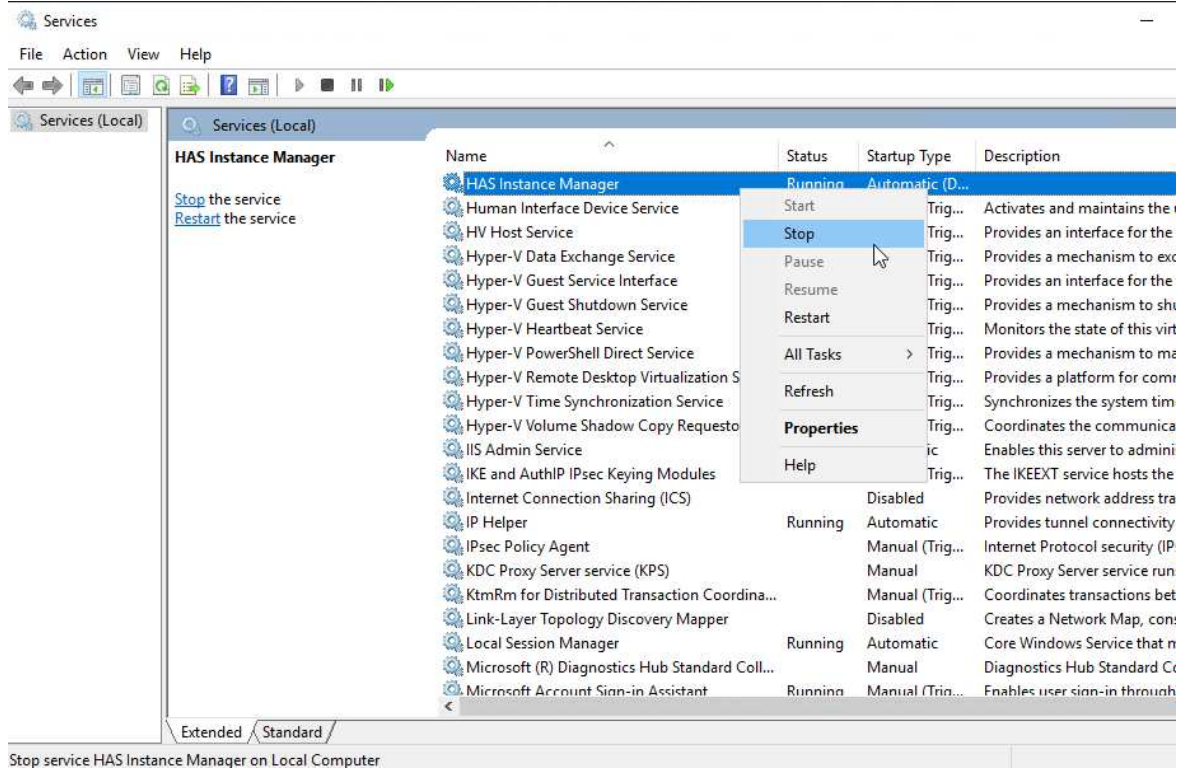 Services
File Action View Help
Services (Local)
Services (Local)
HAS Instance Manager
Stop the service
Restart the service
Name Status Startup Type Description
HAS Instance Manager Running Automatic (D...
Human Interface Device Service Trig... Activates and maintains the
HV Host Service Trig... Provides an interface for the
Hyper-V Data Exchange Service Trig... Provides a mechanism to exc
Hyper-V Guest Service Interface Trig... Provides an interface for the
Hyper-V Guest Shutdown Service Trig... Provides a mechanism to shu
Hyper-V Heartbeat Service Trig... Monitors the state of this virt
Hyper-V PowerShell Direct Service Trig... Provides a mechanism to ma
Hyper-V Remote Desktop Virtualization S Trig... Provides a platform for com
Hyper-V Time Synchronization Service Trig... Synchronizes the system tim
Hyper-V Volume Shadow Copy Requesto Trig... Coordinates the communica
IIS Admin Service ic Enables this server to admini
IKE and AuthIP IPsec Keying Modules Trig... The IKEEXT service hosts the
Internet Connection Sharing (ICS) Disabled Provides network address tra
IP Helper Running Automatic Provides tunnel connectivity
IPsec Policy Agent Manual (Trig... Internet Protocol security (IP
KDC Proxy Server service (KPS) Manual KDC Proxy Server service run
KtmRm for Distributed Transaction Coordina... Manual (Trig... Coordinates transactions bet
Link-Layer Topology Discovery Mapper Disabled Creates a Network Map, cons
Local Session Manager Running Automatic Core Windows Service that m
Microsoft (R) Diagnostics Hub Standard Coll... Manual Diagnostics Hub Standard Co
Microsoft Account Sign-in Assistant Running Manual (Trig... Enables user sign-in through
Start
Stop
Pause
Resume
Restart
All Tasks
Refresh
Properties
Help
Extended Standard
Stop service HAS Instance Manager on Local Computer